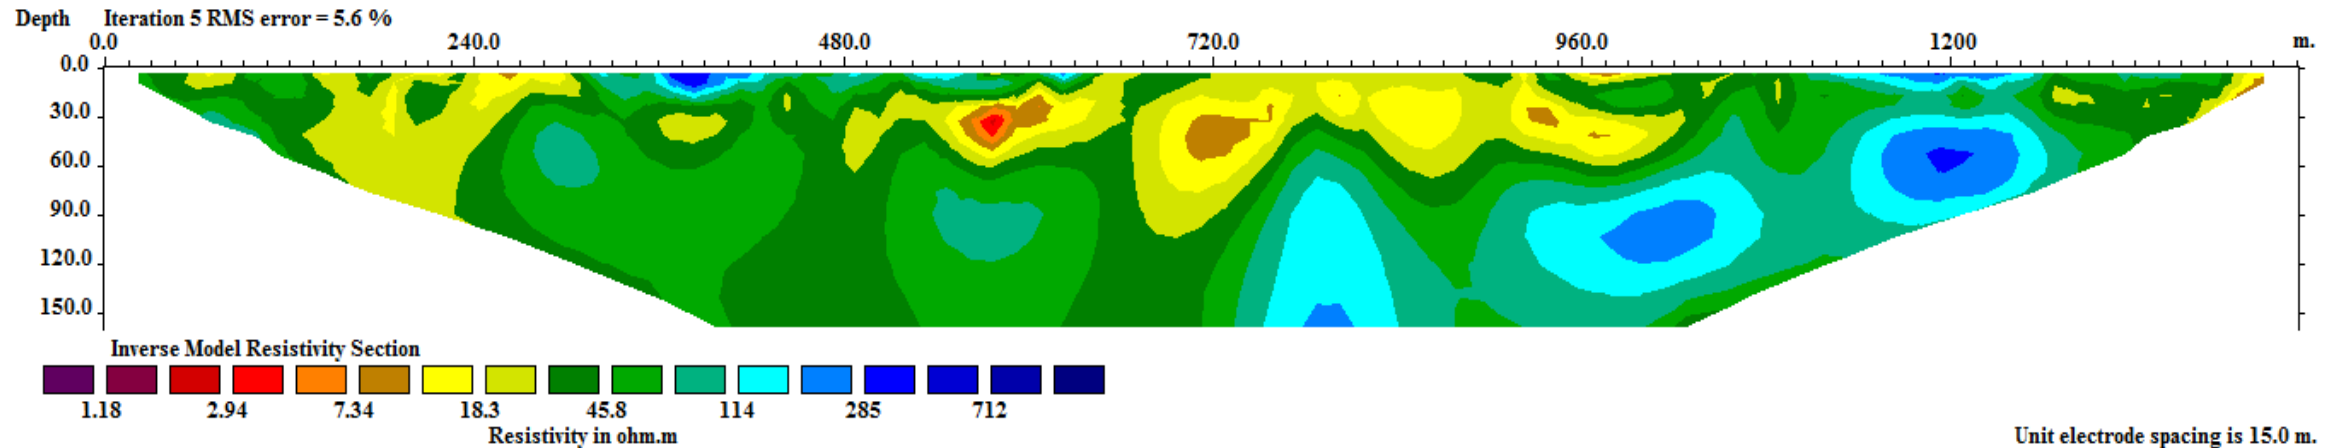 Depth Iteration 5 RMS error = 5.6 %
0.0 240.0 480.0 720.0 960.0 1200 m.
0.0
30.0
60.0
90.0
120.0
150.0
Inverse Model Resistivity Section
1.18 2.94 7.34 18.3 45.8 114 285 712
Resistivity in ohm.m
Unit electrode spacing is 15.0 m.